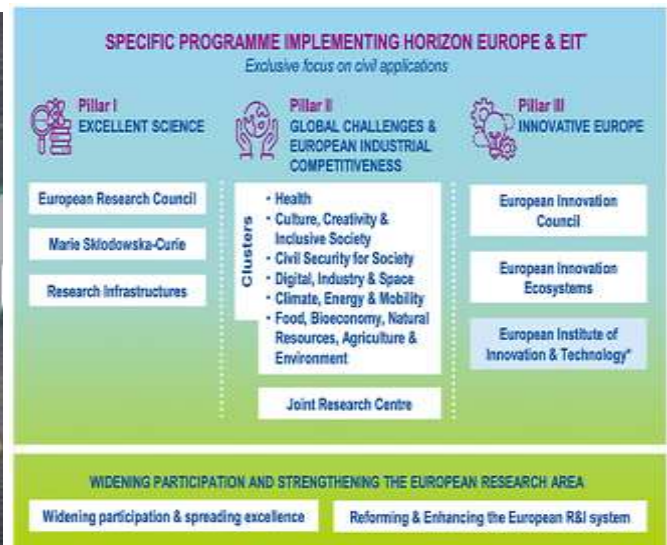 SPECIFIC PROGRAMME IMPLEMENTING HORIZON EUROPE & EIT*
Exclusive focus on civil applications
Pillar I
EXCELLENT SCIENCE
European Research Council
Marie Skłodowska-Curie
Research Infrastructures
Pillar II
GLOBAL CHALLENGES &
EUROPEAN INDUSTRIAL
COMPETITIVENESS
Clusters
• Health
• Culture, Creativity &
Inclusive Society
• Civil Security for Society
• Digital, Industry & Space
• Climate, Energy & Mobility
• Food, Bioeconomy, Natural
Resources, Agriculture &
Environment
Joint Research Centre
Pillar III
INNOVATIVE EUROPE
European Innovation
Council
European Innovation
Ecosystems
European Institute of
Innovation & Technology*
WIDENING PARTICIPATION AND STRENGTHENING THE EUROPEAN RESEARCH AREA
Widening participation & spreading excellence
Reforming & Enhancing the European R&I system